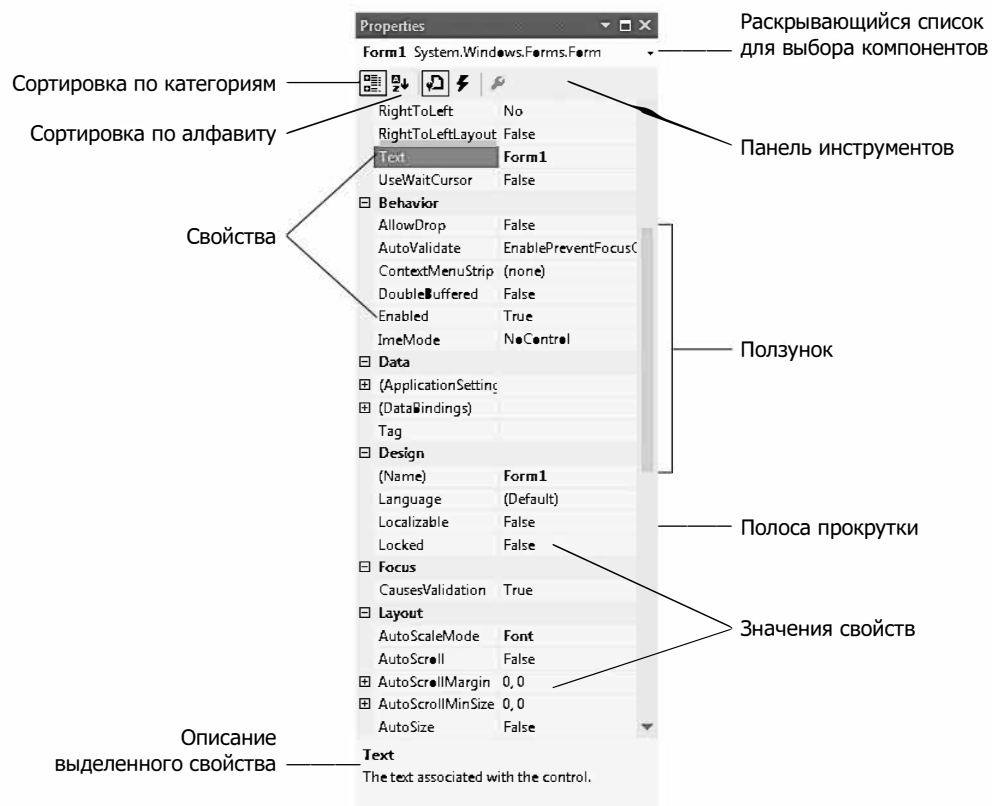 Properties
Form1 System.Windows.Forms.Form
Раскрывающийся список
для выбора компонентов
Сортировка по категориям
Сортировка по алфавиту
Панель инструментов
RightToLeft No
RightToLeftLayout False
Text Form1
UseWaitCursor False
Behavior
AllowDrop False
AutoValidate EnablePreventFocusC
ContextMenuStrip (none)
DoubleBuffered False
Enabled True
ImeMode NoControl
Свойства
Ползунок
Data
(ApplicationSetting
(DataBindings)
Tag
Design
(Name) Form1
Language (Default)
Localizable False
Locked False
Полоса прокрутки
Focus
CausesValidation True
Layout
AutoScaleMode Font
AutoScroll False
AutoScrollMargin 0, 0
AutoScrollMinSize 0, 0
AutoSize False
Значения свойств
Описание
выделенного свойства
Text
The text associated with the control.